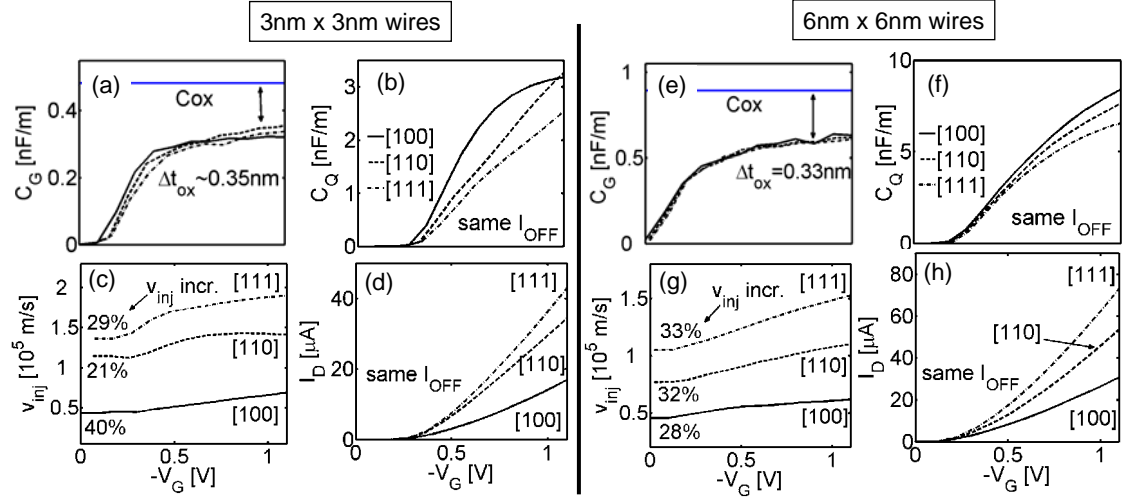 3nm x 3nm wires
6nm x 6nm wires
(a)
Cox
Δt_ox~0.35nm
C_G [nF/m]
0.4
0.2
0
(b)
[100]
[110]
[111]
same I_OFF
C_Q [nF/m]
3
2
1
0
(c)
v_inj incr.
[111]
29%
[110]
21%
[100]
40%
v_inj [10^5 m/s]
2
1.5
1
0.5
0
0.5
1
-V_G [V]
(d)
[111]
[110]
same I_OFF
[100]
I_D [μA]
40
20
0
0
0.5
1
-V_G [V]
(e)
Cox
Δt_ox=0.33nm
C_G [nF/m]
1
0.5
0
(f)
[100]
[110]
[111]
same I_OFF
C_Q [nF/m]
10
5
0
(g)
[111]
v_inj incr.
33%
[110]
32%
[100]
28%
v_inj [10^5 m/s]
1.5
1
0.5
0
0.5
1
-V_G [V]
(h)
[111]
[110]
same I_OFF
[100]
I_D [μA]
80
60
40
20
0
0
0.5
1
-V_G [V]